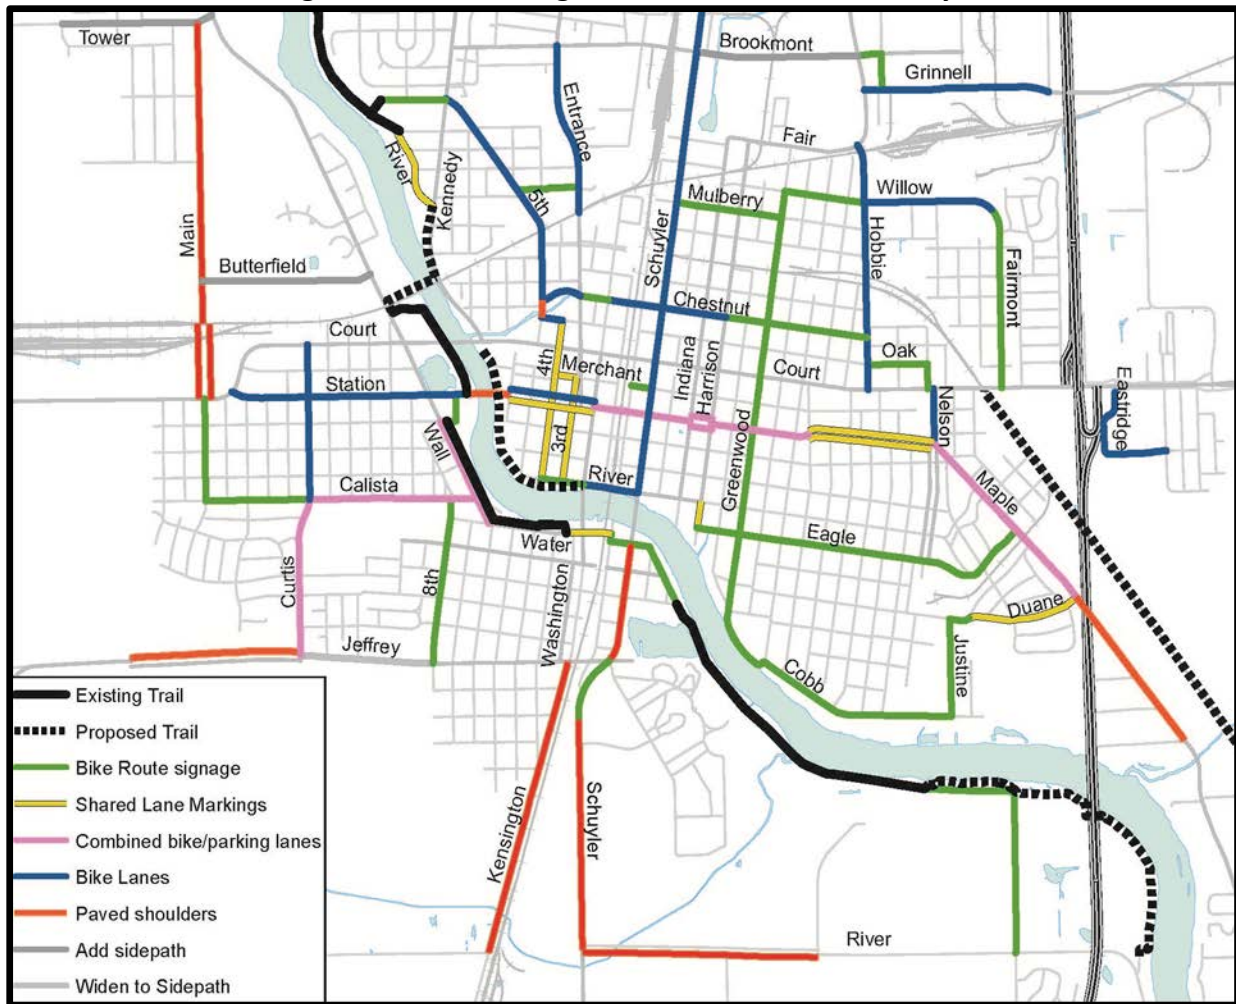 Tower
Brookmont
Grinnell
Entrance
Fair
River
Kennedy
5th
Mulberry
Willow
Main
Schuyler
Hobbie
Fairmont
Butterfield
Chestnut
Court
4th
Merchant
Indiana
Harrison
Court
Oak
Station
Nelson
Eastridge
Wall
3rd
Greenwood
River
Calista
Maple
Water
Eagle
Curtis
8th
Washington
Duane
Jeffrey
Justine
Cobb
Existing Trail
Proposed Trail
Bike Route signage
Shared Lane Markings
Combined bike/parking lanes
Bike Lanes
Paved shoulders
Add sidepath
Widen to Sidepath
Kensington
Schuyler
River